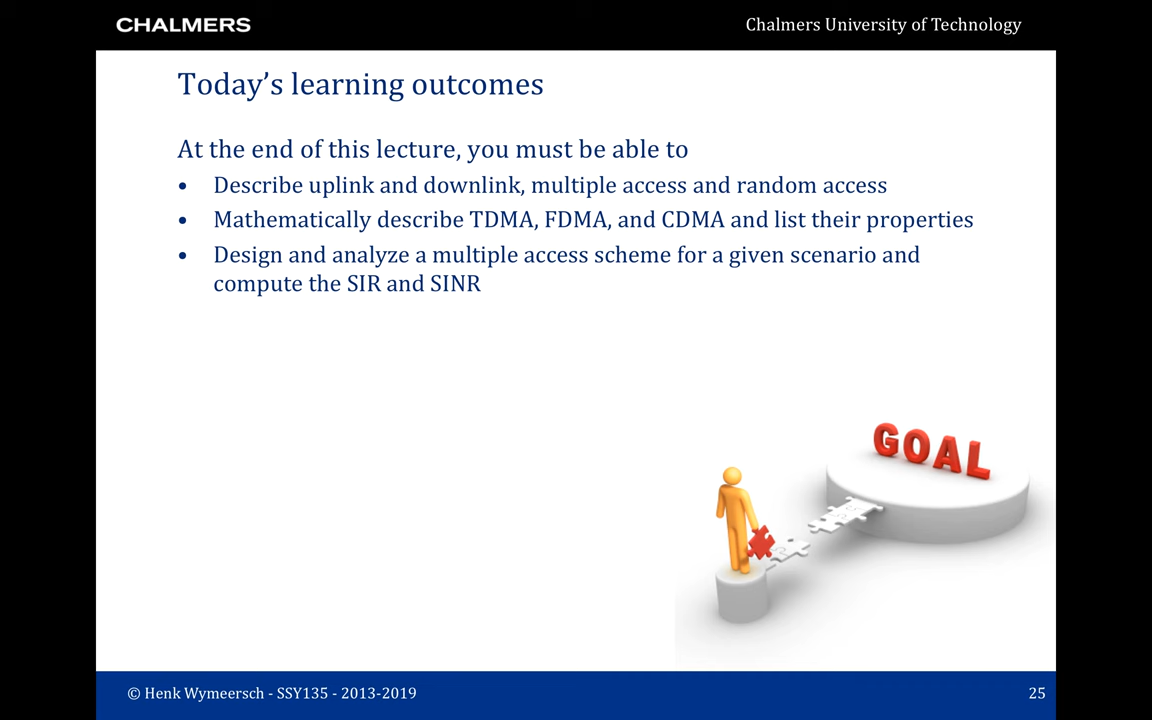 CHALMERS
Chalmers University of Technology
Today’s learning outcomes
At the end of this lecture, you must be able to
• Describe uplink and downlink, multiple access and random access
• Mathematically describe TDMA, FDMA, and CDMA and list their properties
• Design and analyze a multiple access scheme for a given scenario and
compute the SIR and SINR
GOAL
© Henk Wymeersch - SSY135 - 2013-2019
25